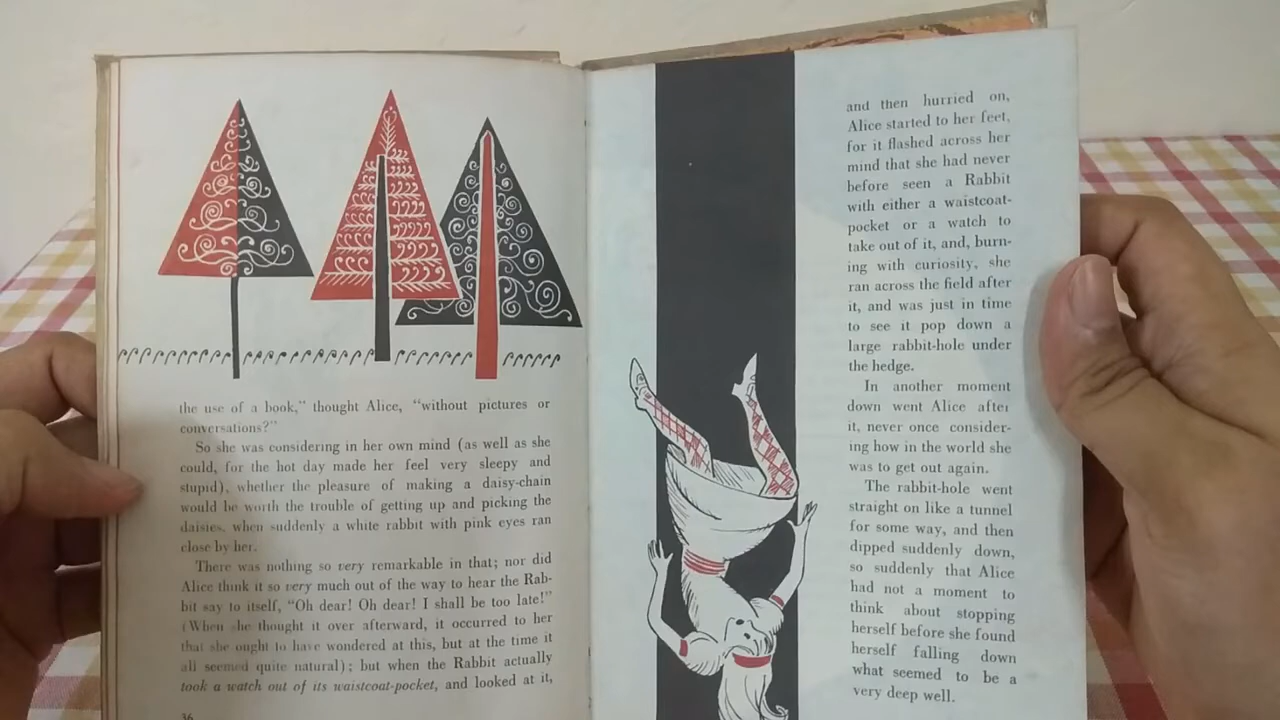 the use of a book," thought Alice, "without pictures or
conversations?"
So she was considering in her own mind (as well as she
could, for the hot day made her feel very sleepy and
stupid), whether the pleasure of making a daisy-chain
would be worth the trouble of getting up and picking the
daisies, when suddenly a white rabbit with pink eyes ran
close by her.
There was nothing so very remarkable in that; nor did
Alice think it so very much out of the way to hear the Rab-
bit say to itself, "Oh dear! Oh dear! I shall be too late!"
(When she thought it over afterward, it occurred to her
that she ought to have wondered at this, but at the time it
all seemed quite natural); but when the Rabbit actually
took a watch out of its waistcoat-pocket, and looked at it,
36
and then hurried on,
Alice started to her feet,
for it flashed across her
mind that she had never
before seen a Rabbit
with either a waistcoat-
pocket or a watch to
take out of it, and, burn-
ing with curiosity, she
ran across the field after
it, and was just in time
to see it pop down a
large rabbit-hole under
the hedge.
In another moment
down went Alice after
it, never once consider-
ing how in the world she
was to get out again.
The rabbit-hole went
straight on like a tunnel
for some way, and then
dipped suddenly down,
so suddenly that Alice
had not a moment to
think about stopping
herself before she found
herself falling down
what seemed to be a
very deep well.